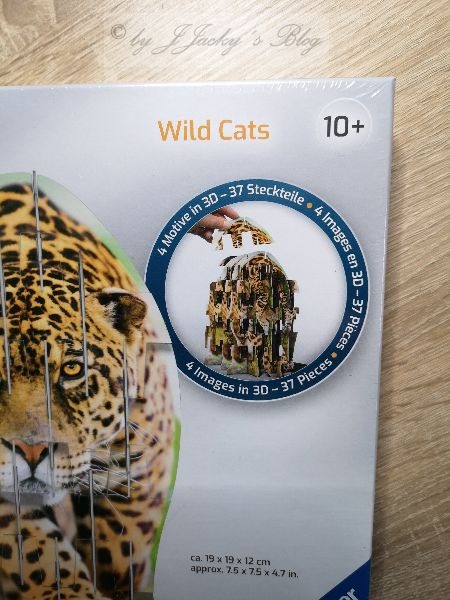 © by J.Jacky´s Blog
Wild Cats
10+
4 Motive in 3D – 37 Steckteile • 4 Images en 3D – 37 pièces • 4 Images in 3D – 37 Pieces •
ca. 19 x 19 x 12 cm
approx. 7.5 x 7.5 x 4.7 in.